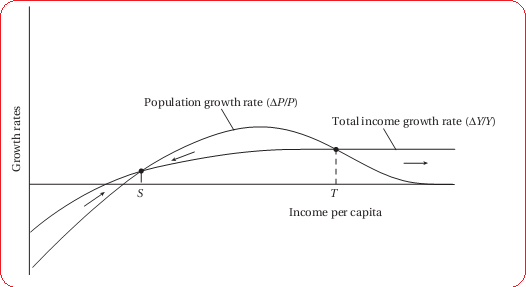 Population growth rate (ΔP/P)
Total income growth rate (ΔY/Y)
Growth rates
S
T
Income per capita